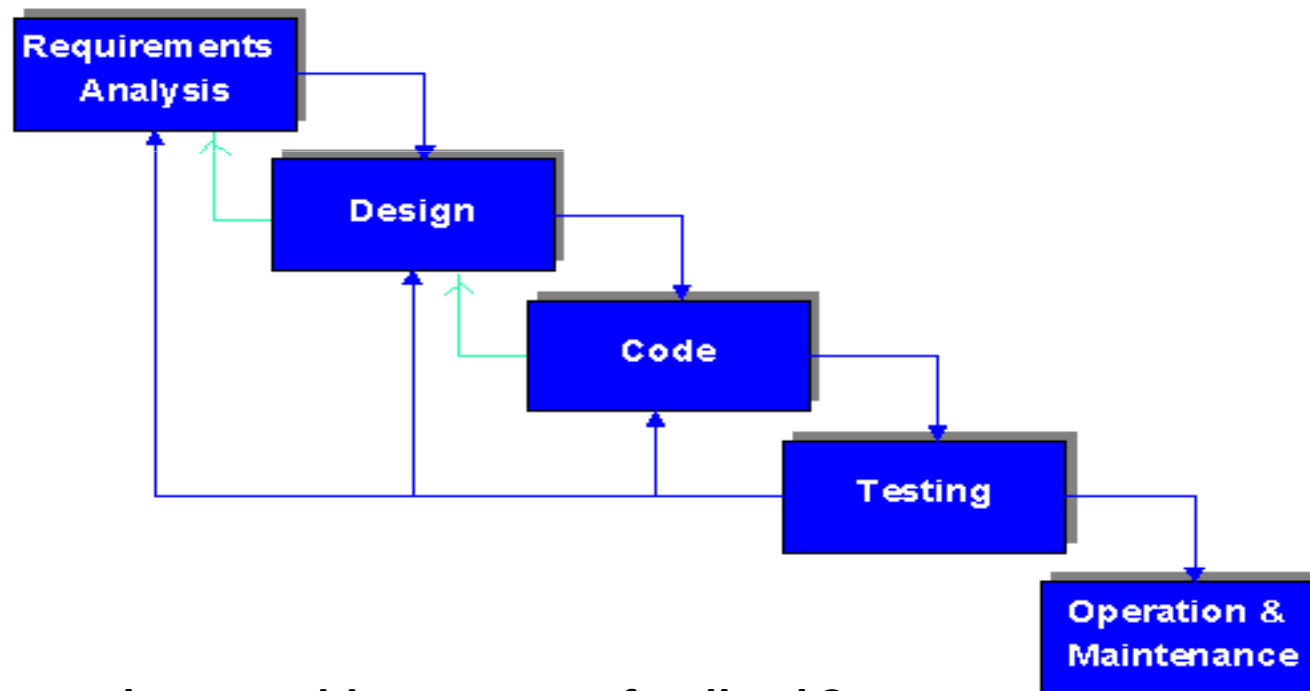 Requirements
Analysis
Design
Code
Testing
Operation &
Maintenance